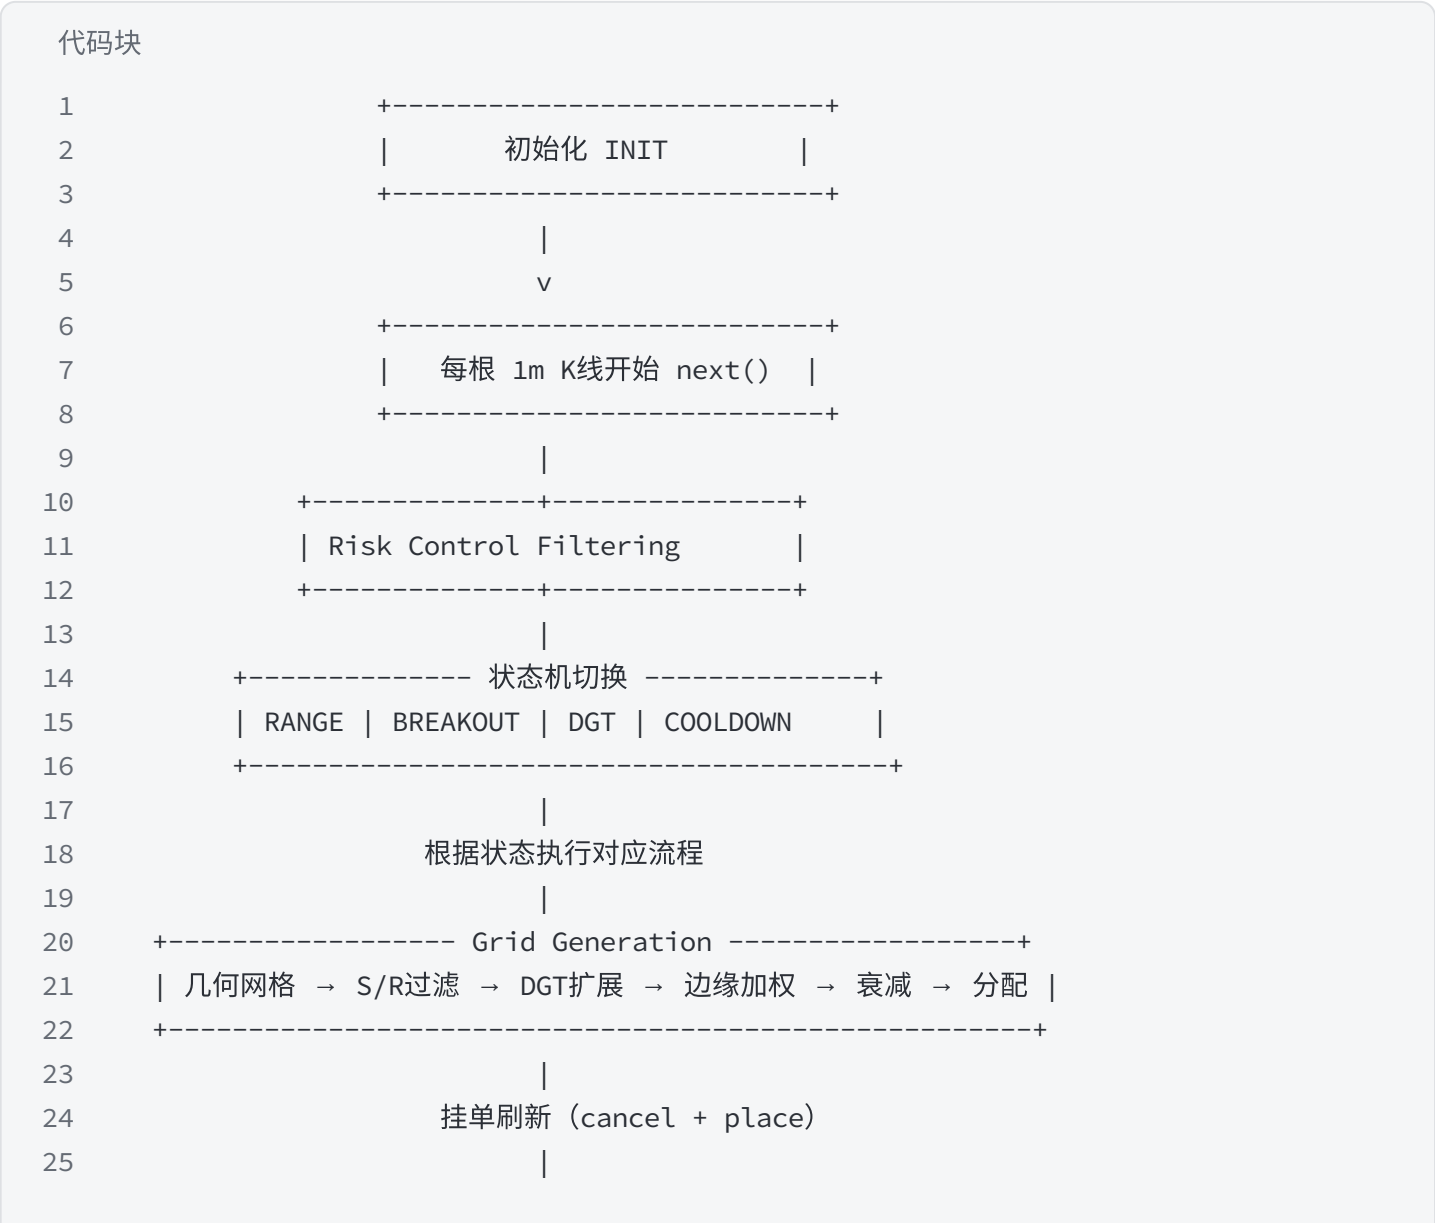 代码块
1                   +---------------------------+
2                   |       初始化 INIT        |
3                   +---------------------------+
4                             |
5                             v
6                   +---------------------------+
7                   |   每根 1m K线开始 next()  |
8                   +---------------------------+
9                             |
10              +--------------+---------------+
11              | Risk Control Filtering       |
12              +--------------+---------------+
13                             |
14          +-------------- 状态机切换 --------------+
15          | RANGE | BREAKOUT | DGT | COOLDOWN     |
16          +----------------------------------------+
17                             |
18                      根据状态执行对应流程
19                             |
20     +------------------ Grid Generation ------------------+
21     | 几何网格 → S/R过滤 → DGT扩展 → 边缘加权 → 衰减 → 分配 |
22     +------------------------------------------------------+
23                             |
24                       挂单刷新（cancel + place）
25                             |